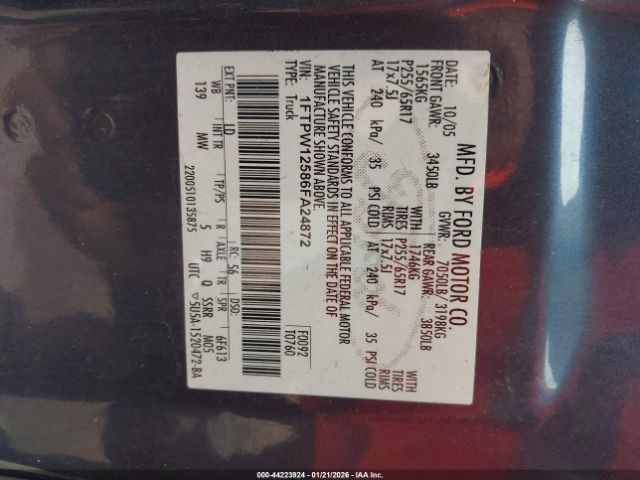 MFD. BY FORD MOTOR CO.
DATE: 10/05
GVWR: 7050LB/ 3198KG
FRONT GAWR: 3450LB
REAR GAWR: 3850LB
1565KG
WITH
1746KG
WITH
P255/65R17
TIRES
P255/65R17
TIRES
17x7.5J
RIMS
17x7.5J
RIMS
AT 240 kPa/ 35 PSI COLD
AT 240 kPa/ 35 PSI COLD
THIS VEHICLE CONFORMS TO ALL APPLICABLE FEDERAL MOTOR
VEHICLE SAFETY STANDARDS IN EFFECT ON THE DATE OF
MANUFACTURE SHOWN ABOVE.
VIN: 1FTPW12586FA24872
TYPE: Truck
F0092
T0760
EXT PNT: LD
RC: 56
DSO:
6F613
WB
INT TR
TP/PS
R
AXLE
TR
SPR
139
MW
5
H9
Q
SSRR
M05
2200510135875
UTC
▽5U5A-1520472-BA
000-44223924 | 01/21/2026 | IAA Inc.